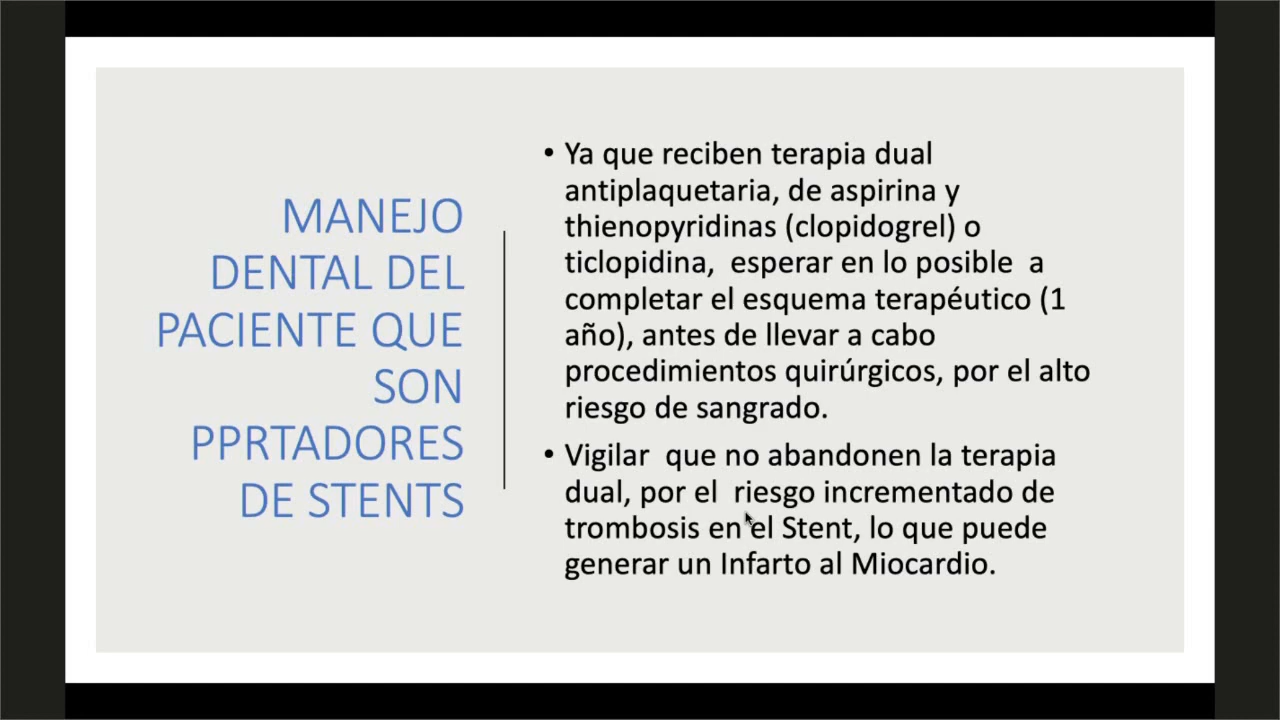 MANEJO
DENTAL DEL
PACIENTE QUE
SON
PPRTADORES
DE STENTS
• Ya que reciben terapia dual
antiplaquetaria, de aspirina y
thienopyridinas (clopidogrel) o
ticlopidina, esperar en lo posible a
completar el esquema terapéutico (1
año), antes de llevar a cabo
procedimientos quirúrgicos, por el alto
riesgo de sangrado.
• Vigilar que no abandonen la terapia
dual, por el riesgo incrementado de
trombosis en el Stent, lo que puede
generar un Infarto al Miocardio.